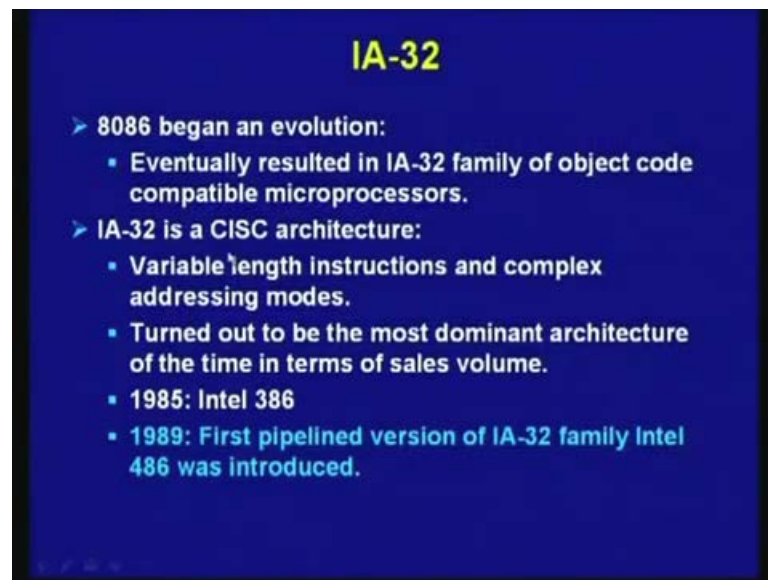 IA-32
➢ 8086 began an evolution:
▪ Eventually resulted in IA-32 family of object code
compatible microprocessors.
➢ IA-32 is a CISC architecture:
▪ Variable length instructions and complex
addressing modes.
▪ Turned out to be the most dominant architecture
of the time in terms of sales volume.
▪ 1985: Intel 386
▪ 1989: First pipelined version of IA-32 family Intel
486 was introduced.